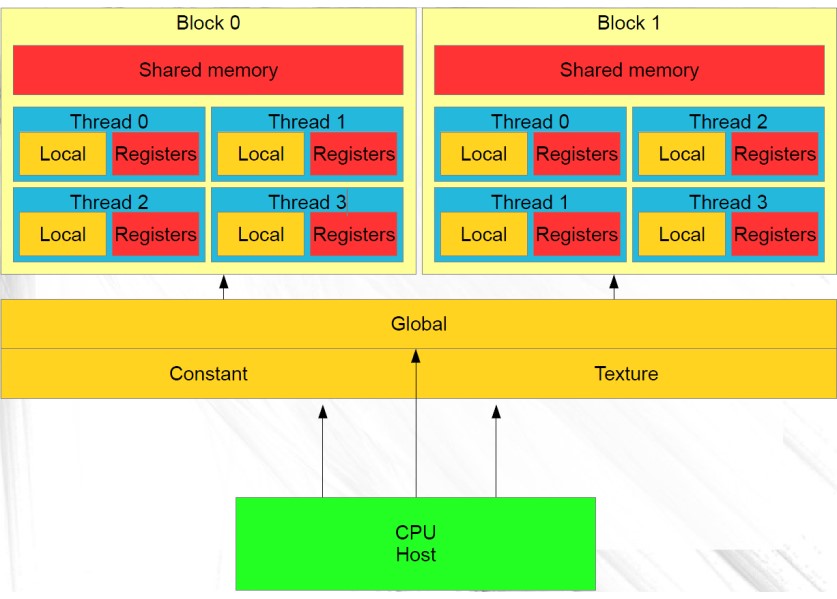 Block 0
Shared memory
Thread 0
Thread 1
Local
Registers
Local
Registers
Thread 2
Thread 3
Local
Registers
Local
Registers
Block 1
Shared memory
Thread 0
Thread 2
Local
Registers
Local
Registers
Thread 1
Thread 3
Local
Registers
Local
Registers
Global
Constant
Texture
CPU
Host